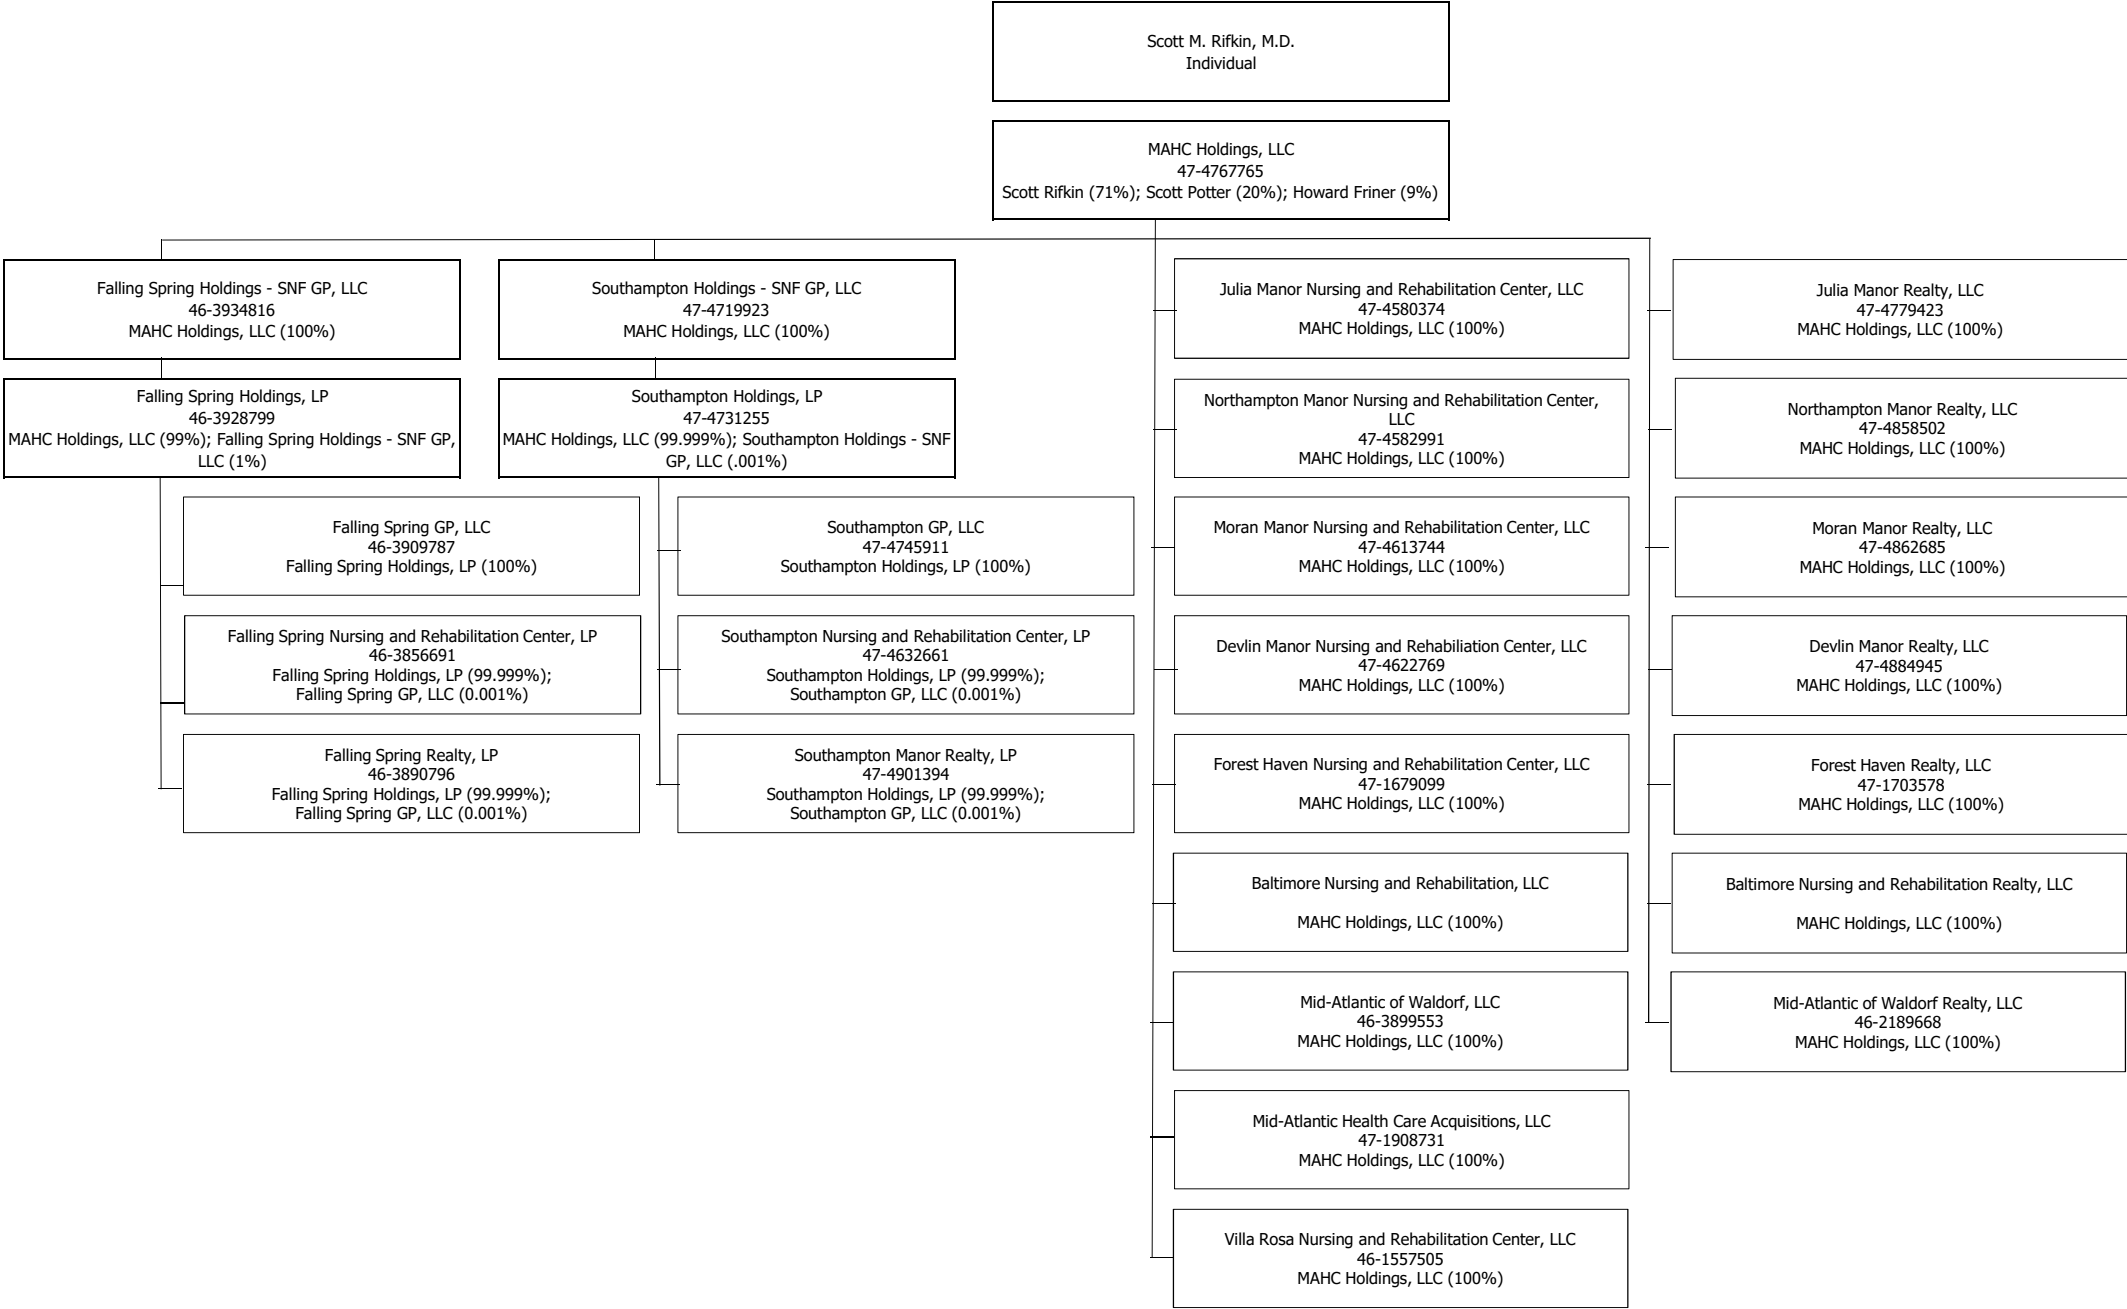 Scott M. Rifkin, M.D.
Individual
MAHC Holdings, LLC
47-4767765
Scott Rifkin (71%); Scott Potter (20%); Howard Friner (9%)
Falling Spring Holdings - SNF GP, LLC
46-3934816
MAHC Holdings, LLC (100%)
Falling Spring Holdings, LP
46-3928799
MAHC Holdings, LLC (99%); Falling Spring Holdings - SNF GP,
LLC (1%)
Falling Spring GP, LLC
46-3909787
Falling Spring Holdings, LP (100%)
Falling Spring Nursing and Rehabilitation Center, LP
46-3856691
Falling Spring Holdings, LP (99.999%);
Falling Spring GP, LLC (0.001%)
Falling Spring Realty, LP
46-3890796
Falling Spring Holdings, LP (99.999%);
Falling Spring GP, LLC (0.001%)
Southampton Holdings - SNF GP, LLC
47-4719923
MAHC Holdings, LLC (100%)
Southampton Holdings, LP
47-4731255
MAHC Holdings, LLC (99.999%); Southampton Holdings - SNF
GP, LLC (.001%)
Southampton GP, LLC
47-4745911
Southampton Holdings, LP (100%)
Southampton Nursing and Rehabilitation Center, LP
47-4632661
Southampton Holdings, LP (99.999%);
Southampton GP, LLC (0.001%)
Southampton Manor Realty, LP
47-4901394
Southampton Holdings, LP (99.999%);
Southampton GP, LLC (0.001%)
Julia Manor Nursing and Rehabilitation Center, LLC
47-4580374
MAHC Holdings, LLC (100%)
Northampton Manor Nursing and Rehabilitation Center,
LLC
47-4582991
MAHC Holdings, LLC (100%)
Moran Manor Nursing and Rehabilitation Center, LLC
47-4613744
MAHC Holdings, LLC (100%)
Devlin Manor Nursing and Rehabiliation Center, LLC
47-4622769
MAHC Holdings, LLC (100%)
Forest Haven Nursing and Rehabilitation Center, LLC
47-1679099
MAHC Holdings, LLC (100%)
Baltimore Nursing and Rehabilitation, LLC
MAHC Holdings, LLC (100%)
Mid-Atlantic of Waldorf, LLC
46-3899553
MAHC Holdings, LLC (100%)
Mid-Atlantic Health Care Acquisitions, LLC
47-1908731
MAHC Holdings, LLC (100%)
Villa Rosa Nursing and Rehabilitation Center, LLC
46-1557505
MAHC Holdings, LLC (100%)
Julia Manor Realty, LLC
47-4779423
MAHC Holdings, LLC (100%)
Northampton Manor Realty, LLC
47-4858502
MAHC Holdings, LLC (100%)
Moran Manor Realty, LLC
47-4862685
MAHC Holdings, LLC (100%)
Devlin Manor Realty, LLC
47-4884945
MAHC Holdings, LLC (100%)
Forest Haven Realty, LLC
47-1703578
MAHC Holdings, LLC (100%)
Baltimore Nursing and Rehabilitation Realty, LLC
MAHC Holdings, LLC (100%)
Mid-Atlantic of Waldorf Realty, LLC
46-2189668
MAHC Holdings, LLC (100%)